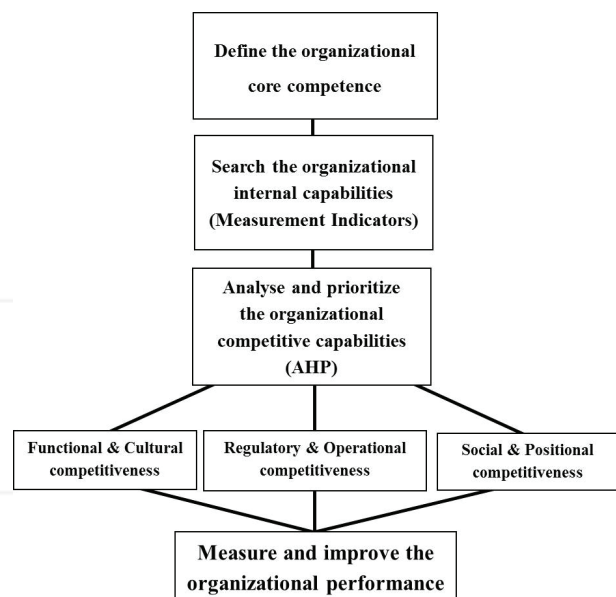 Define the organizational
core competence
Search the organizational
internal capabilities
(Measurement Indicators)
Analyse and prioritize
the organizational
competitive capabilities
(AHP)
Functional & Cultural
competitiveness
Regulatory & Operational
competitiveness
Social & Positional
competitiveness
Measure and improve the
organizational performance